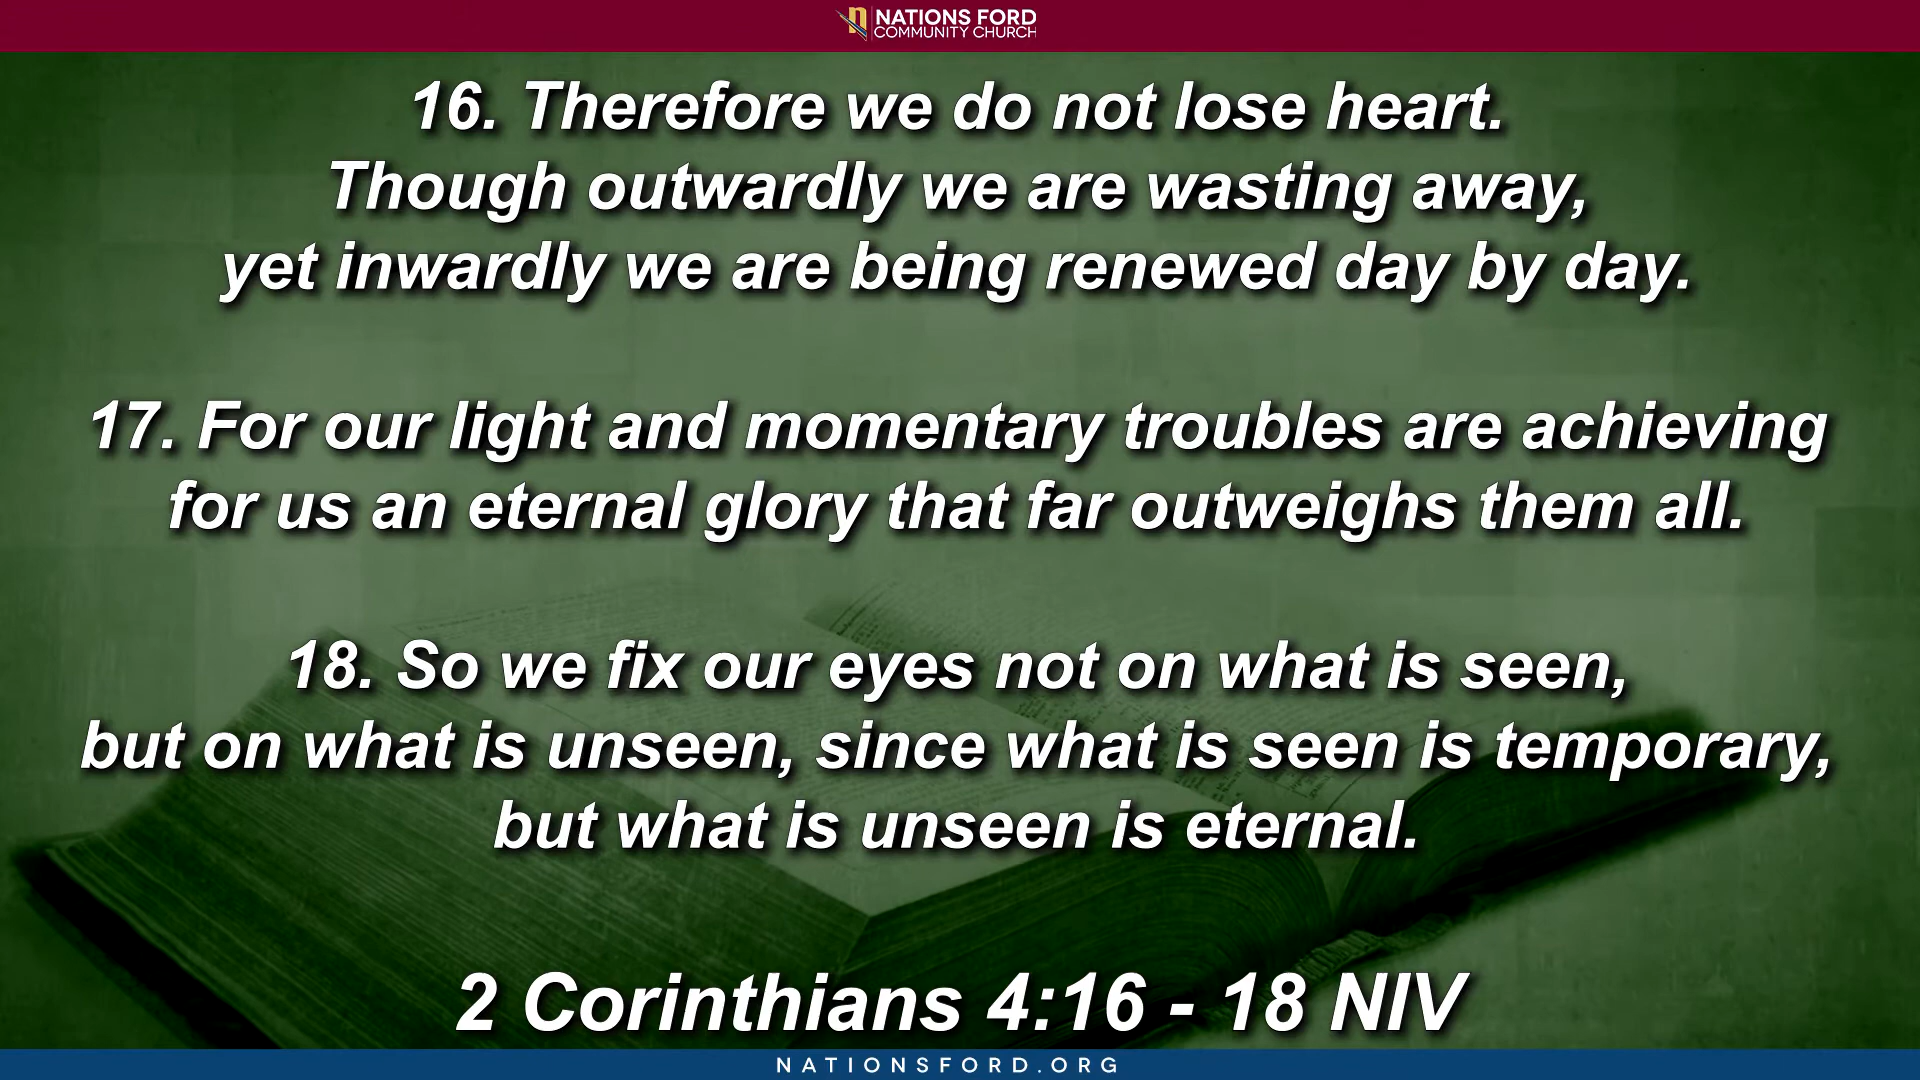 NATIONS FORD
COMMUNITY CHURCH
16. Therefore we do not lose heart.
Though outwardly we are wasting away,
yet inwardly we are being renewed day by day.
17. For our light and momentary troubles are achieving
for us an eternal glory that far outweighs them all.
18. So we fix our eyes not on what is seen,
but on what is unseen, since what is seen is temporary,
but what is unseen is eternal.
2 Corinthians 4:16 - 18 NIV
NATIONSFORD.ORG